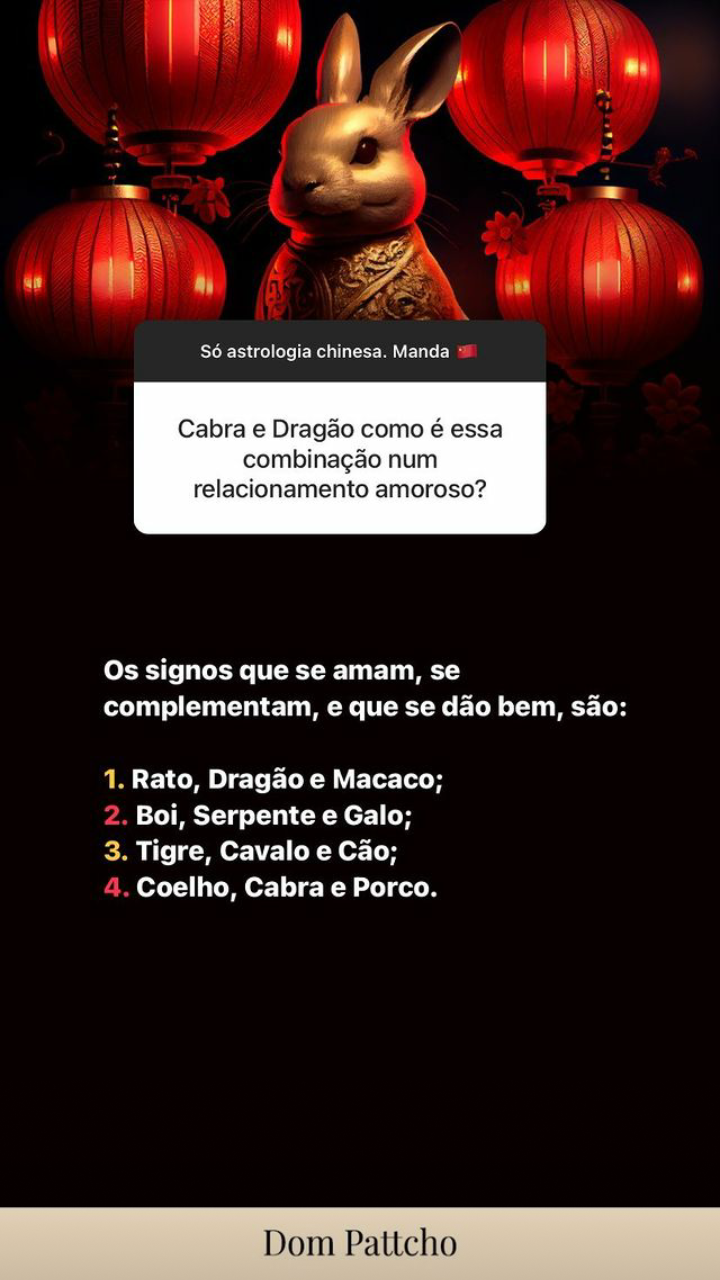 Só astrologia chinesa. Manda 🇨🇳
Cabra e Dragão como é essa
combinação num
relacionamento amoroso?
Os signos que se amam, se
complementam, e que se dão bem, são:
1. Rato, Dragão e Macaco;
2. Boi, Serpente e Galo;
3. Tigre, Cavalo e Cão;
4. Coelho, Cabra e Porco.
Dom Pattcho